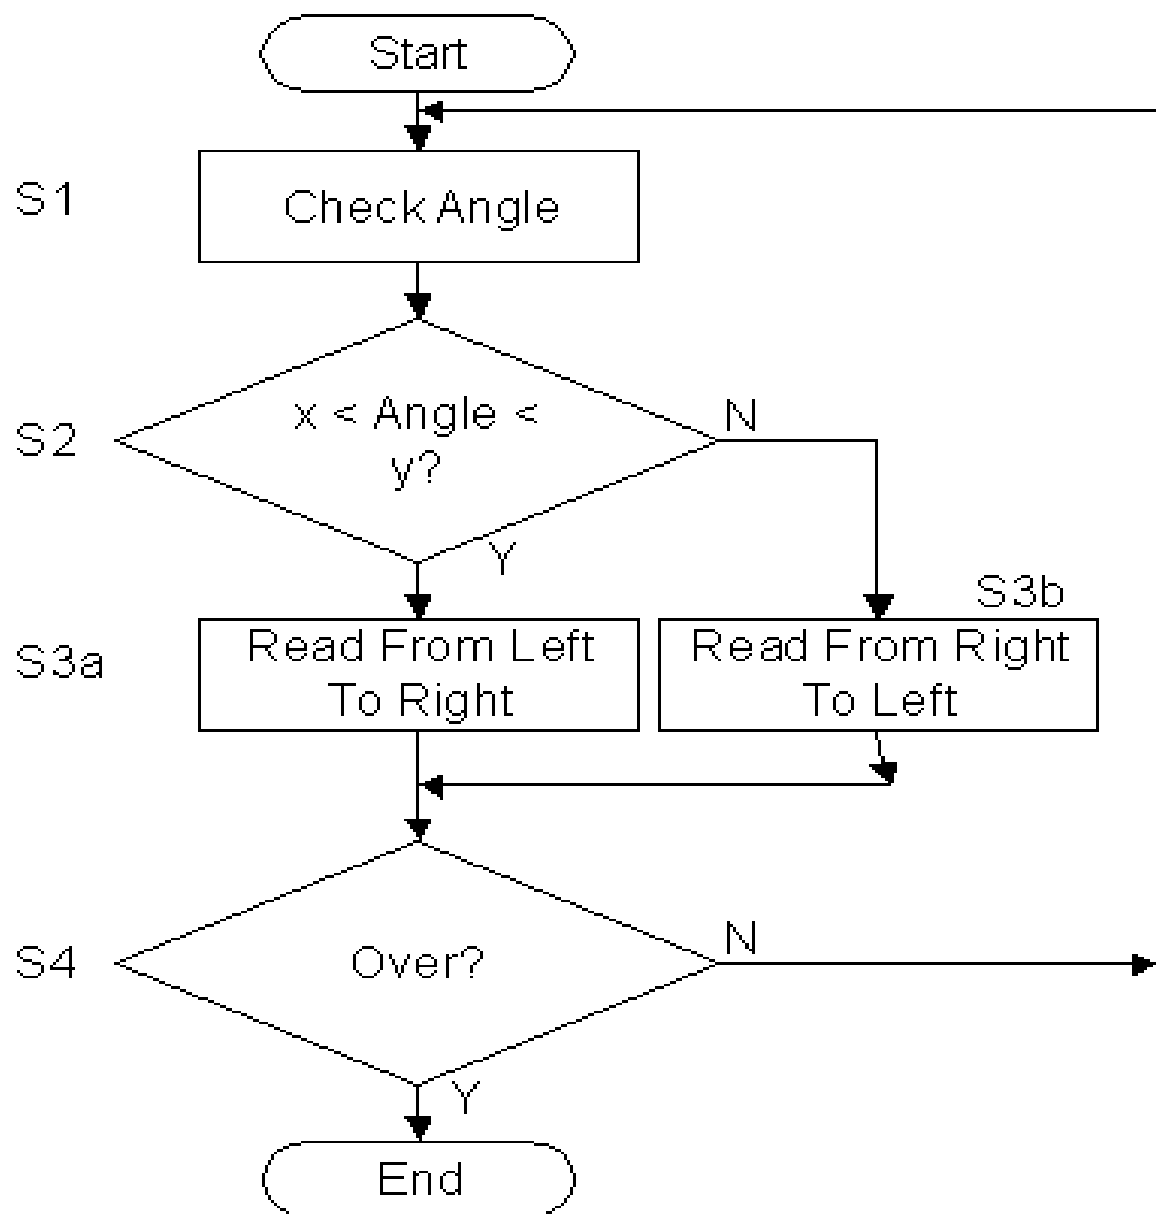 Start
S1
Check Angle
S2
x < Angle <
y?
N
Y
S3b
S3a
Read From Left
To Right
Read From Right
To Left
S4
Over?
N
Y
End